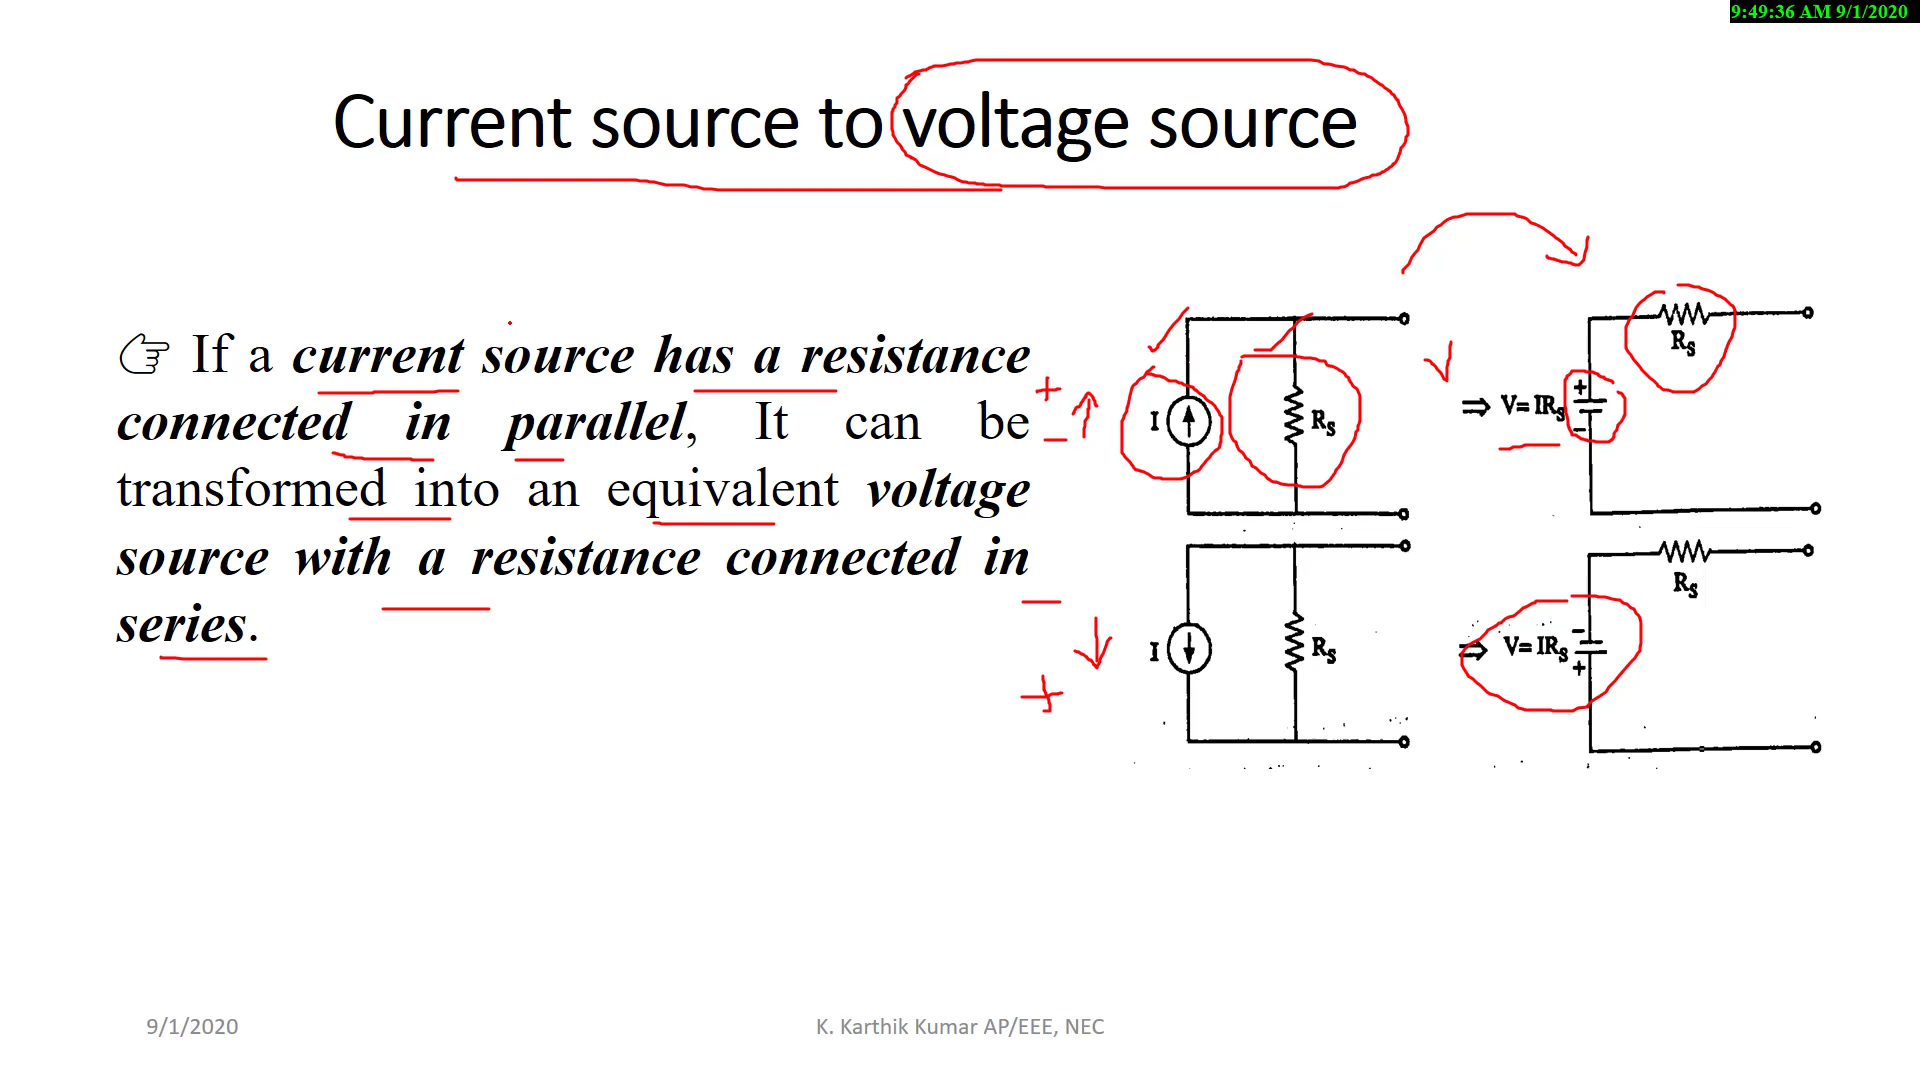 9:49:36 AM 9/1/2020
Current source to voltage source
☞ If a current source has a resistance
connected in parallel, It can be
transformed into an equivalent voltage
source with a resistance connected in
series.
+
−
I
Rs
⇒ V= IRs
+
−
Rs
−
+
I
Rs
⇒ V= IRs
−
+
Rs
9/1/2020
K. Karthik Kumar AP/EEE, NEC